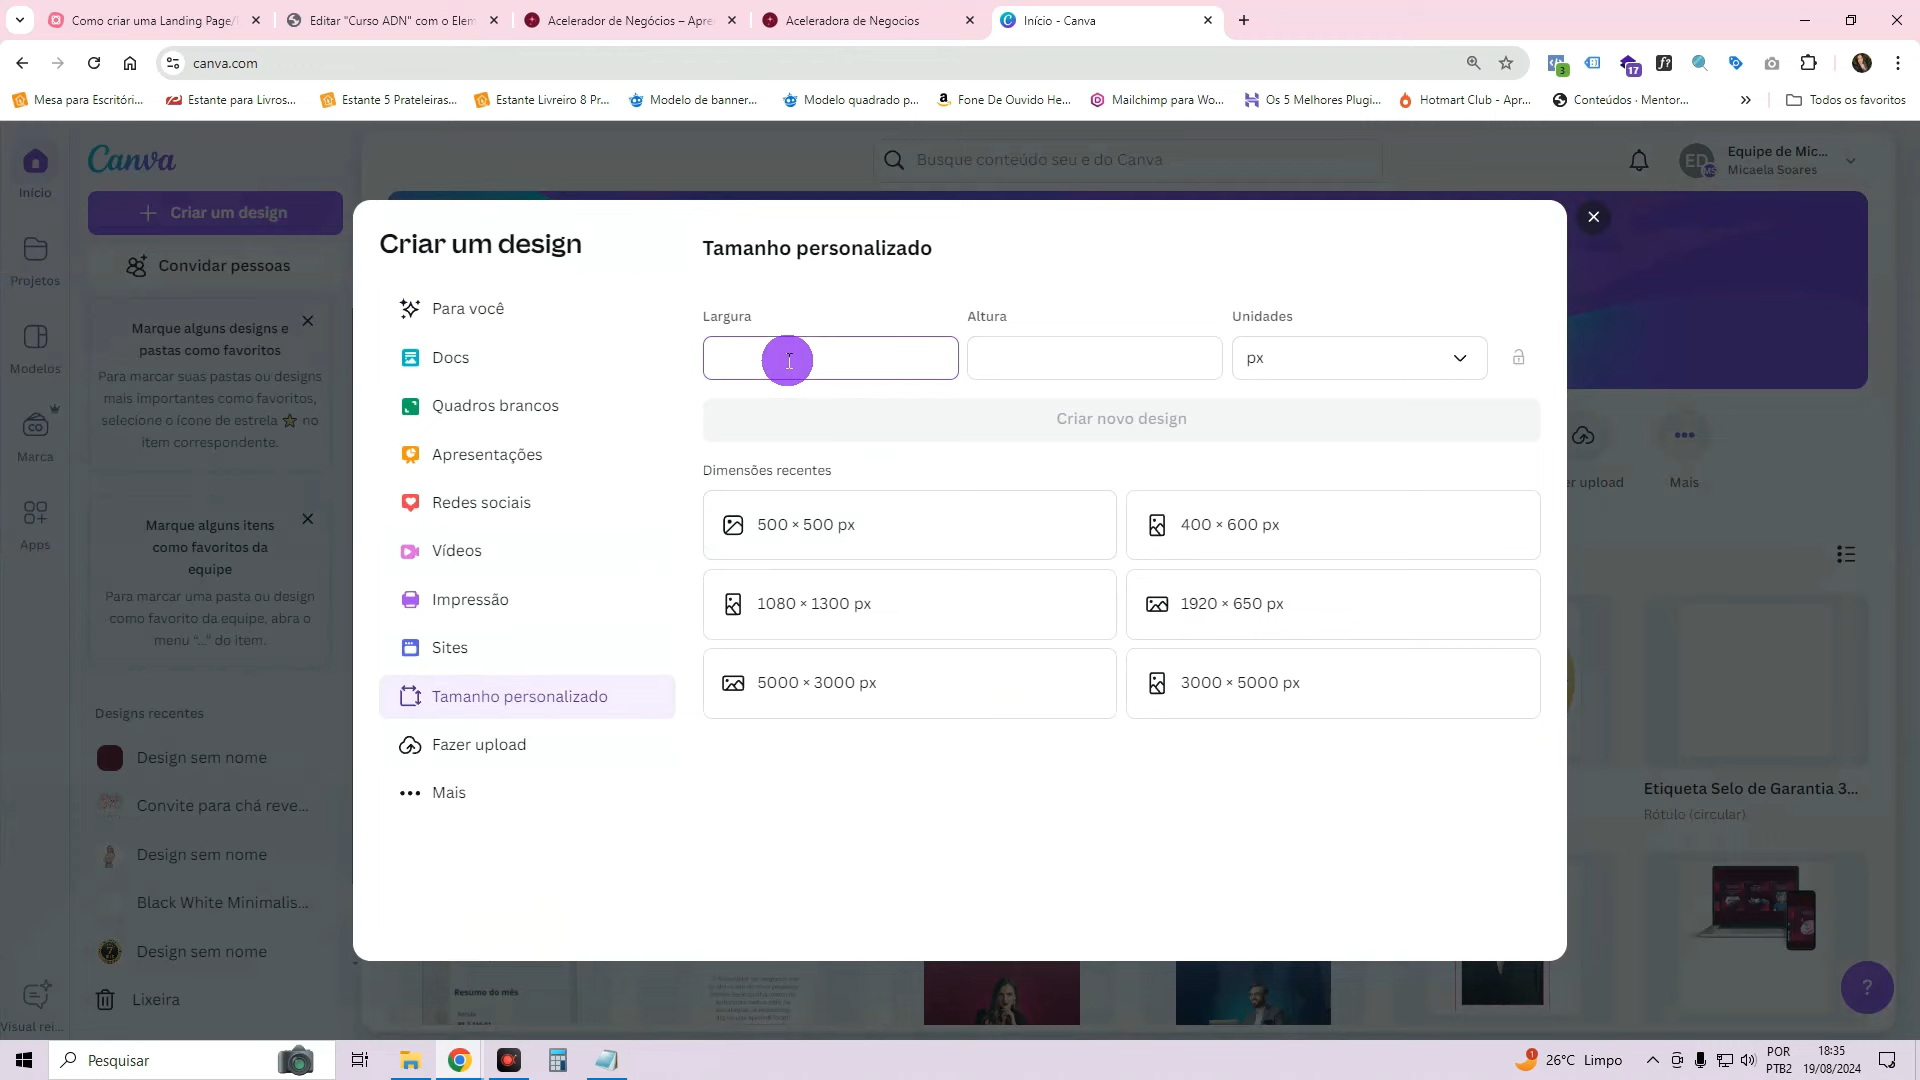 Como criar uma Landing Page/
Editar "Curso ADN" com o Elem
Acelerador de Negócios – Apre
Aceleradora de Negocios
Início - Canva
canva.com
3
17
f?
Mesa para Escritóri...
Estante para Livros...
Estante 5 Prateleiras...
Estante Livreiro 8 Pr...
Modelo de banner...
Modelo quadrado p...
Fone De Ouvido He...
Mailchimp para Wo...
Os 5 Melhores Plugi...
Hotmart Club - Apr...
Conteúdos · Mentor...
Todos os favoritos
Início
Projetos
Modelos
Marca
Apps
Visual rei...
Canva
Criar um design
Convidar pessoas
Marque alguns designs e
pastas como favoritos
Para marcar suas pastas ou designs
mais importantes como favoritos,
selecione o ícone de estrela ⭐ no
item correspondente.
Marque alguns itens
como favoritos da
equipe
Para marcar uma pasta ou design
como favorito da equipe, abra o
menu “...” do item.
Designs recentes
Design sem nome
Convite para chá reve...
Design sem nome
Black White Minimalis...
Design sem nome
Lixeira
Busque conteúdo seu e do Canva
ED
MS
Equipe de Mic...
Micaela Soares
Criar um design
Para você
Docs
Quadros brancos
Apresentações
Redes sociais
Vídeos
Impressão
Sites
Tamanho personalizado
Fazer upload
Mais
Tamanho personalizado
Largura
Altura
Unidades
px
Criar novo design
Dimensões recentes
500 × 500 px
400 × 600 px
1080 × 1300 px
1920 × 650 px
5000 × 3000 px
3000 × 5000 px
er upload
Mais
Etiqueta Selo de Garantia 3...
Rótulo (circular)
Resumo do mês
?
Pesquisar
1
26°C Limpo
POR
PTB2
18:35
19/08/2024